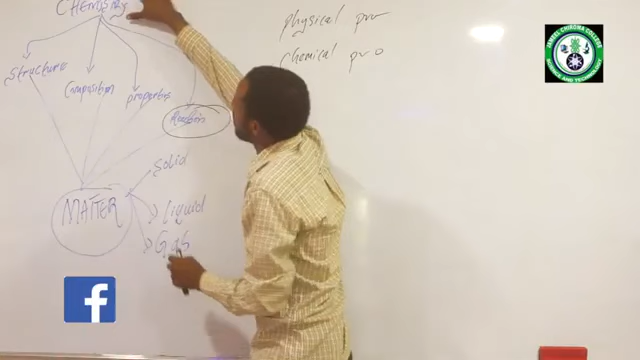 CHEMISTRY
Structure
Composition
properties
Reaction
MATTER
Solid
Liquid
Gas
physical pro
chemical pro